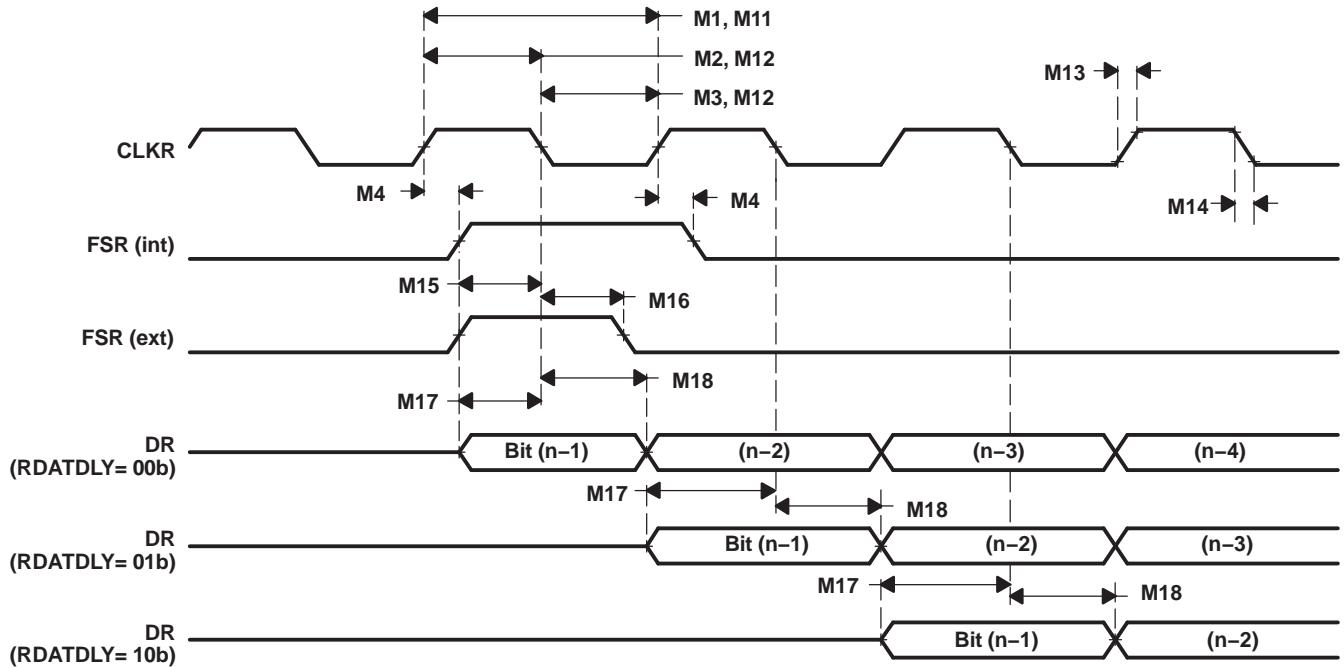 M1, M11
M2, M12
M13
M3, M12
CLKR
M4
M4
M14
FSR (int)
M15
M16
FSR (ext)
M18
M17
DR
(RDATDLY= 00b)
Bit (n–1)
(n–2)
(n–3)
(n–4)
M17
M18
DR
(RDATDLY= 01b)
Bit (n–1)
(n–2)
(n–3)
M17
M18
DR
(RDATDLY= 10b)
Bit (n–1)
(n–2)